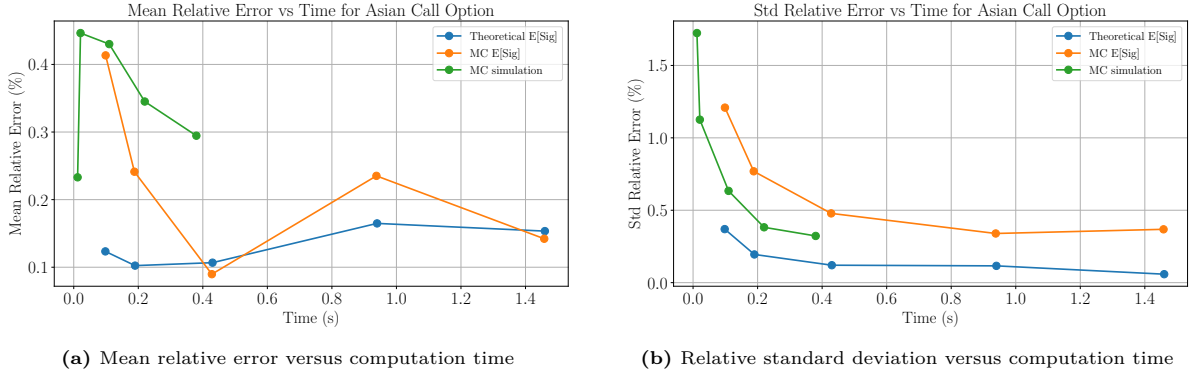 Mean Relative Error vs Time for Asian Call Option
Theoretical E[Sig]
MC E[Sig]
MC simulation
Mean Relative Error (%)
0.4
0.3
0.2
0.1
0.0 0.2 0.4 0.6 0.8 1.0 1.2 1.4
Time (s)
(a) Mean relative error versus computation time
Std Relative Error vs Time for Asian Call Option
Theoretical E[Sig]
MC E[Sig]
MC simulation
Std Relative Error (%)
1.5
1.0
0.5
0.0
0.0 0.2 0.4 0.6 0.8 1.0 1.2 1.4
Time (s)
(b) Relative standard deviation versus computation time